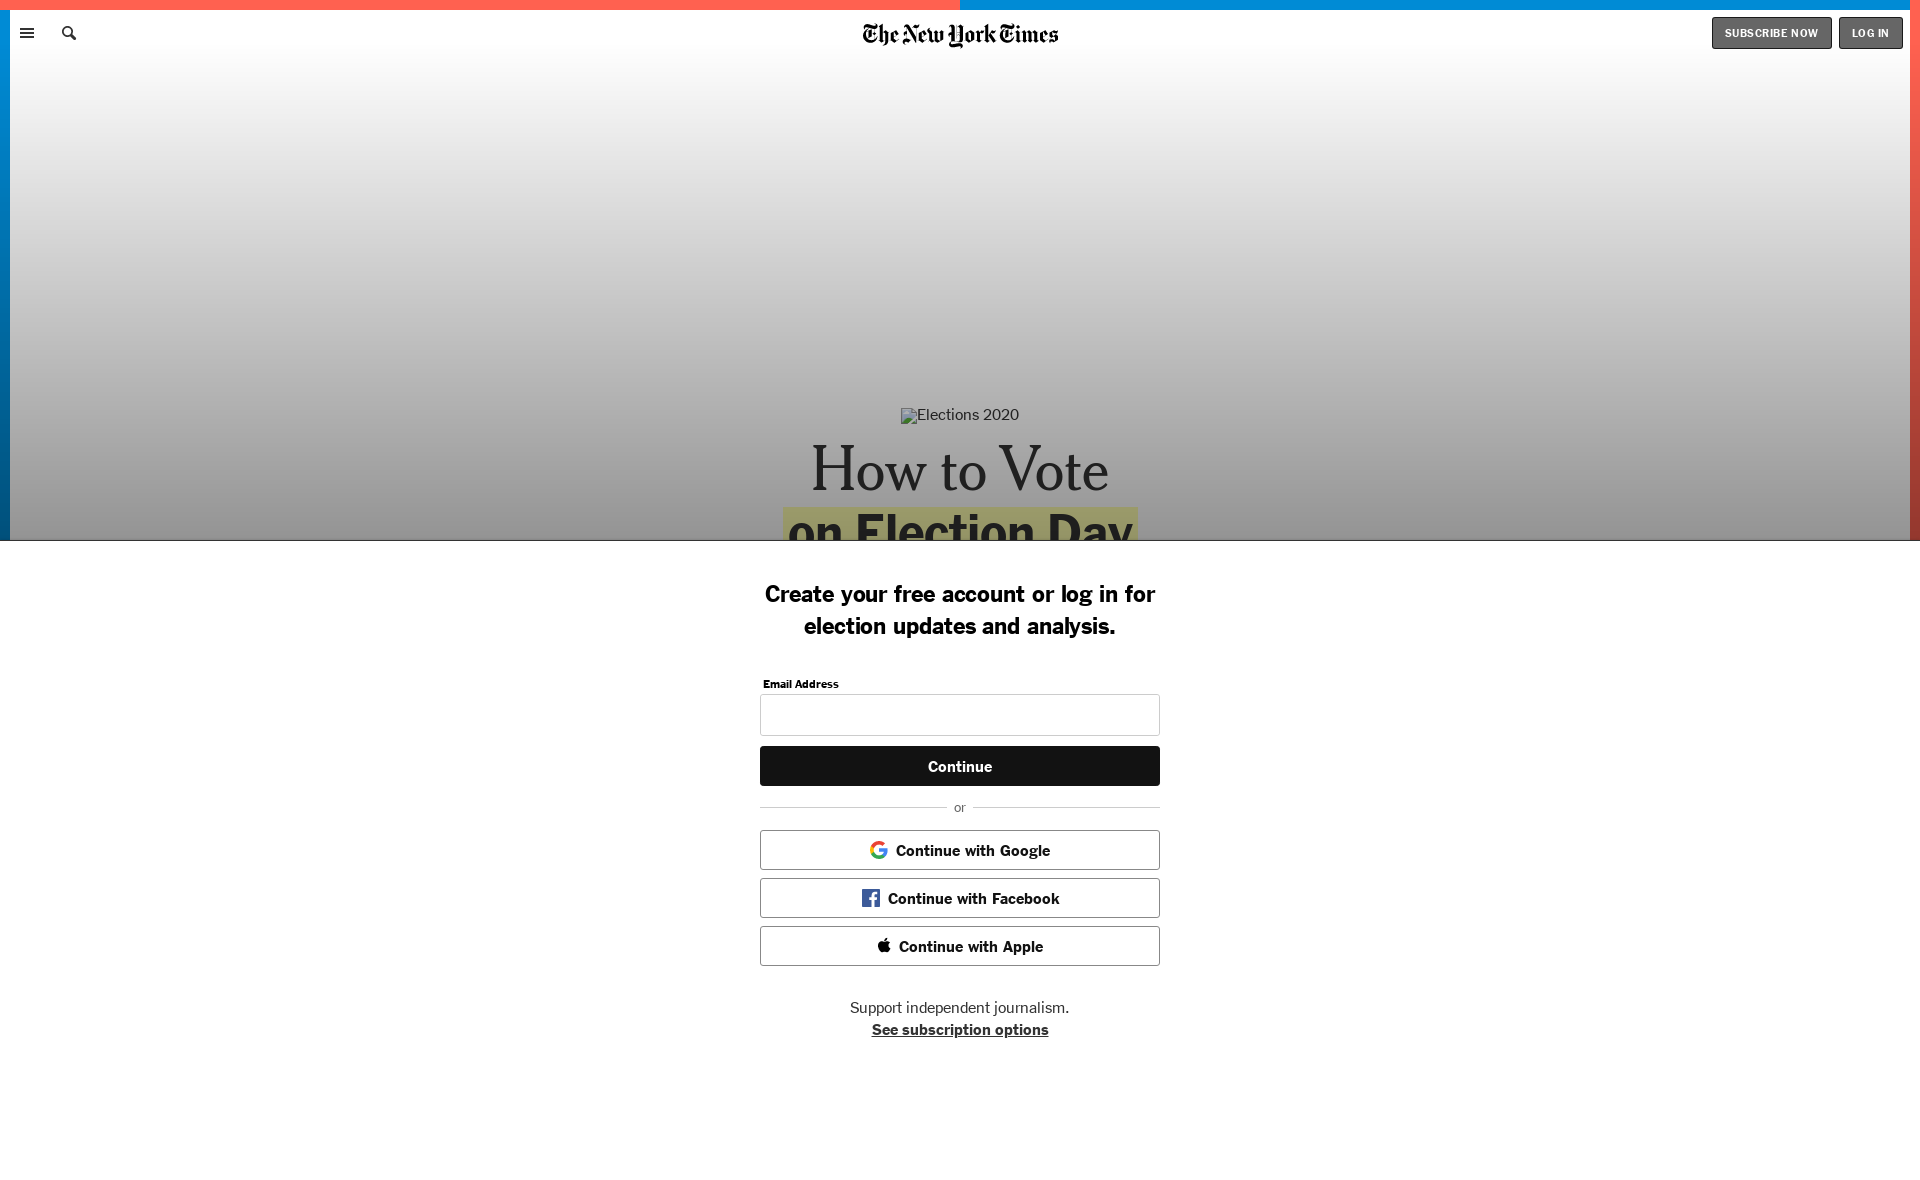 The New York Times
SUBSCRIBE NOW
LOG IN
Elections 2020
How to Vote
on Election Day
Create your free account or log in for
election updates and analysis.
Email Address
Continue
or
Continue with Google
Continue with Facebook
Continue with Apple
Support independent journalism.
See subscription options